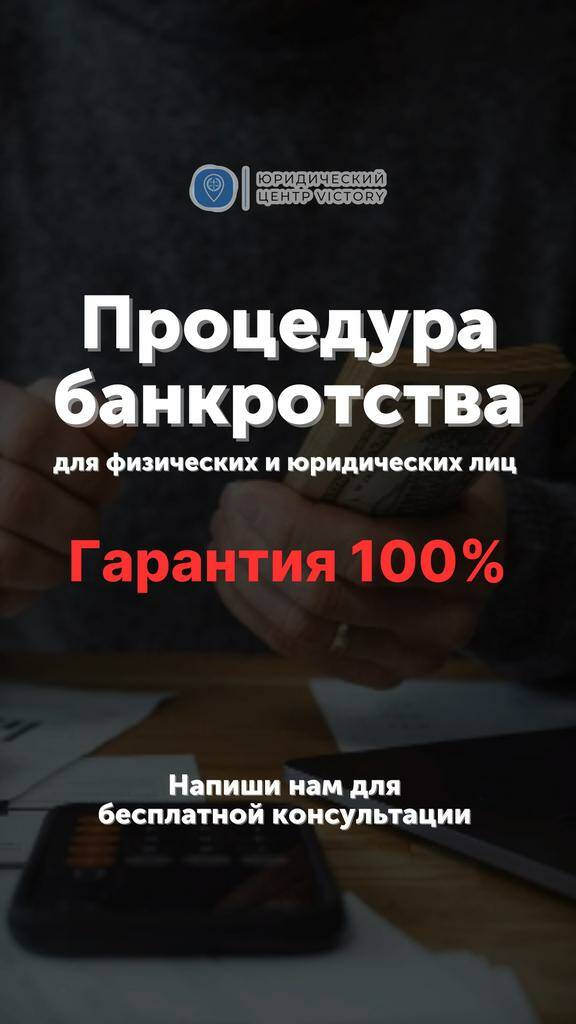 ЮРИДИЧЕСКИЙ
ЦЕНТР VICTORY
Процедура
банкротства
для физических и юридических лиц
Гарантия 100%
Напиши нам для
бесплатной консультации